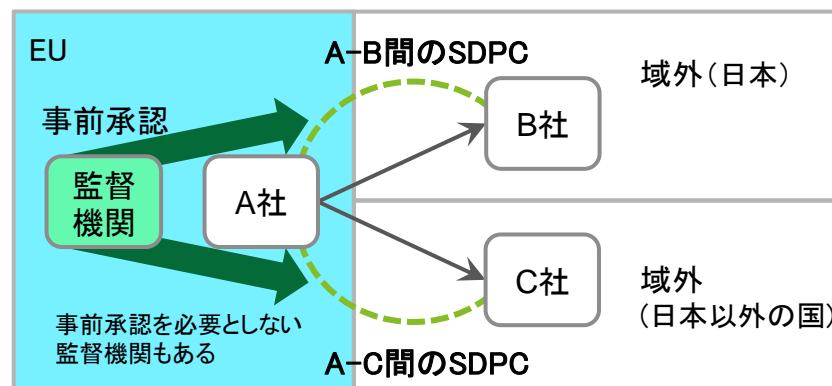 EU
A-B間のSDPC
域外（日本）
事前承認
B社
監督
機関
A社
C社
域外
（日本以外の国）
事前承認を必要としない
監督機関もある
A-C間のSDPC